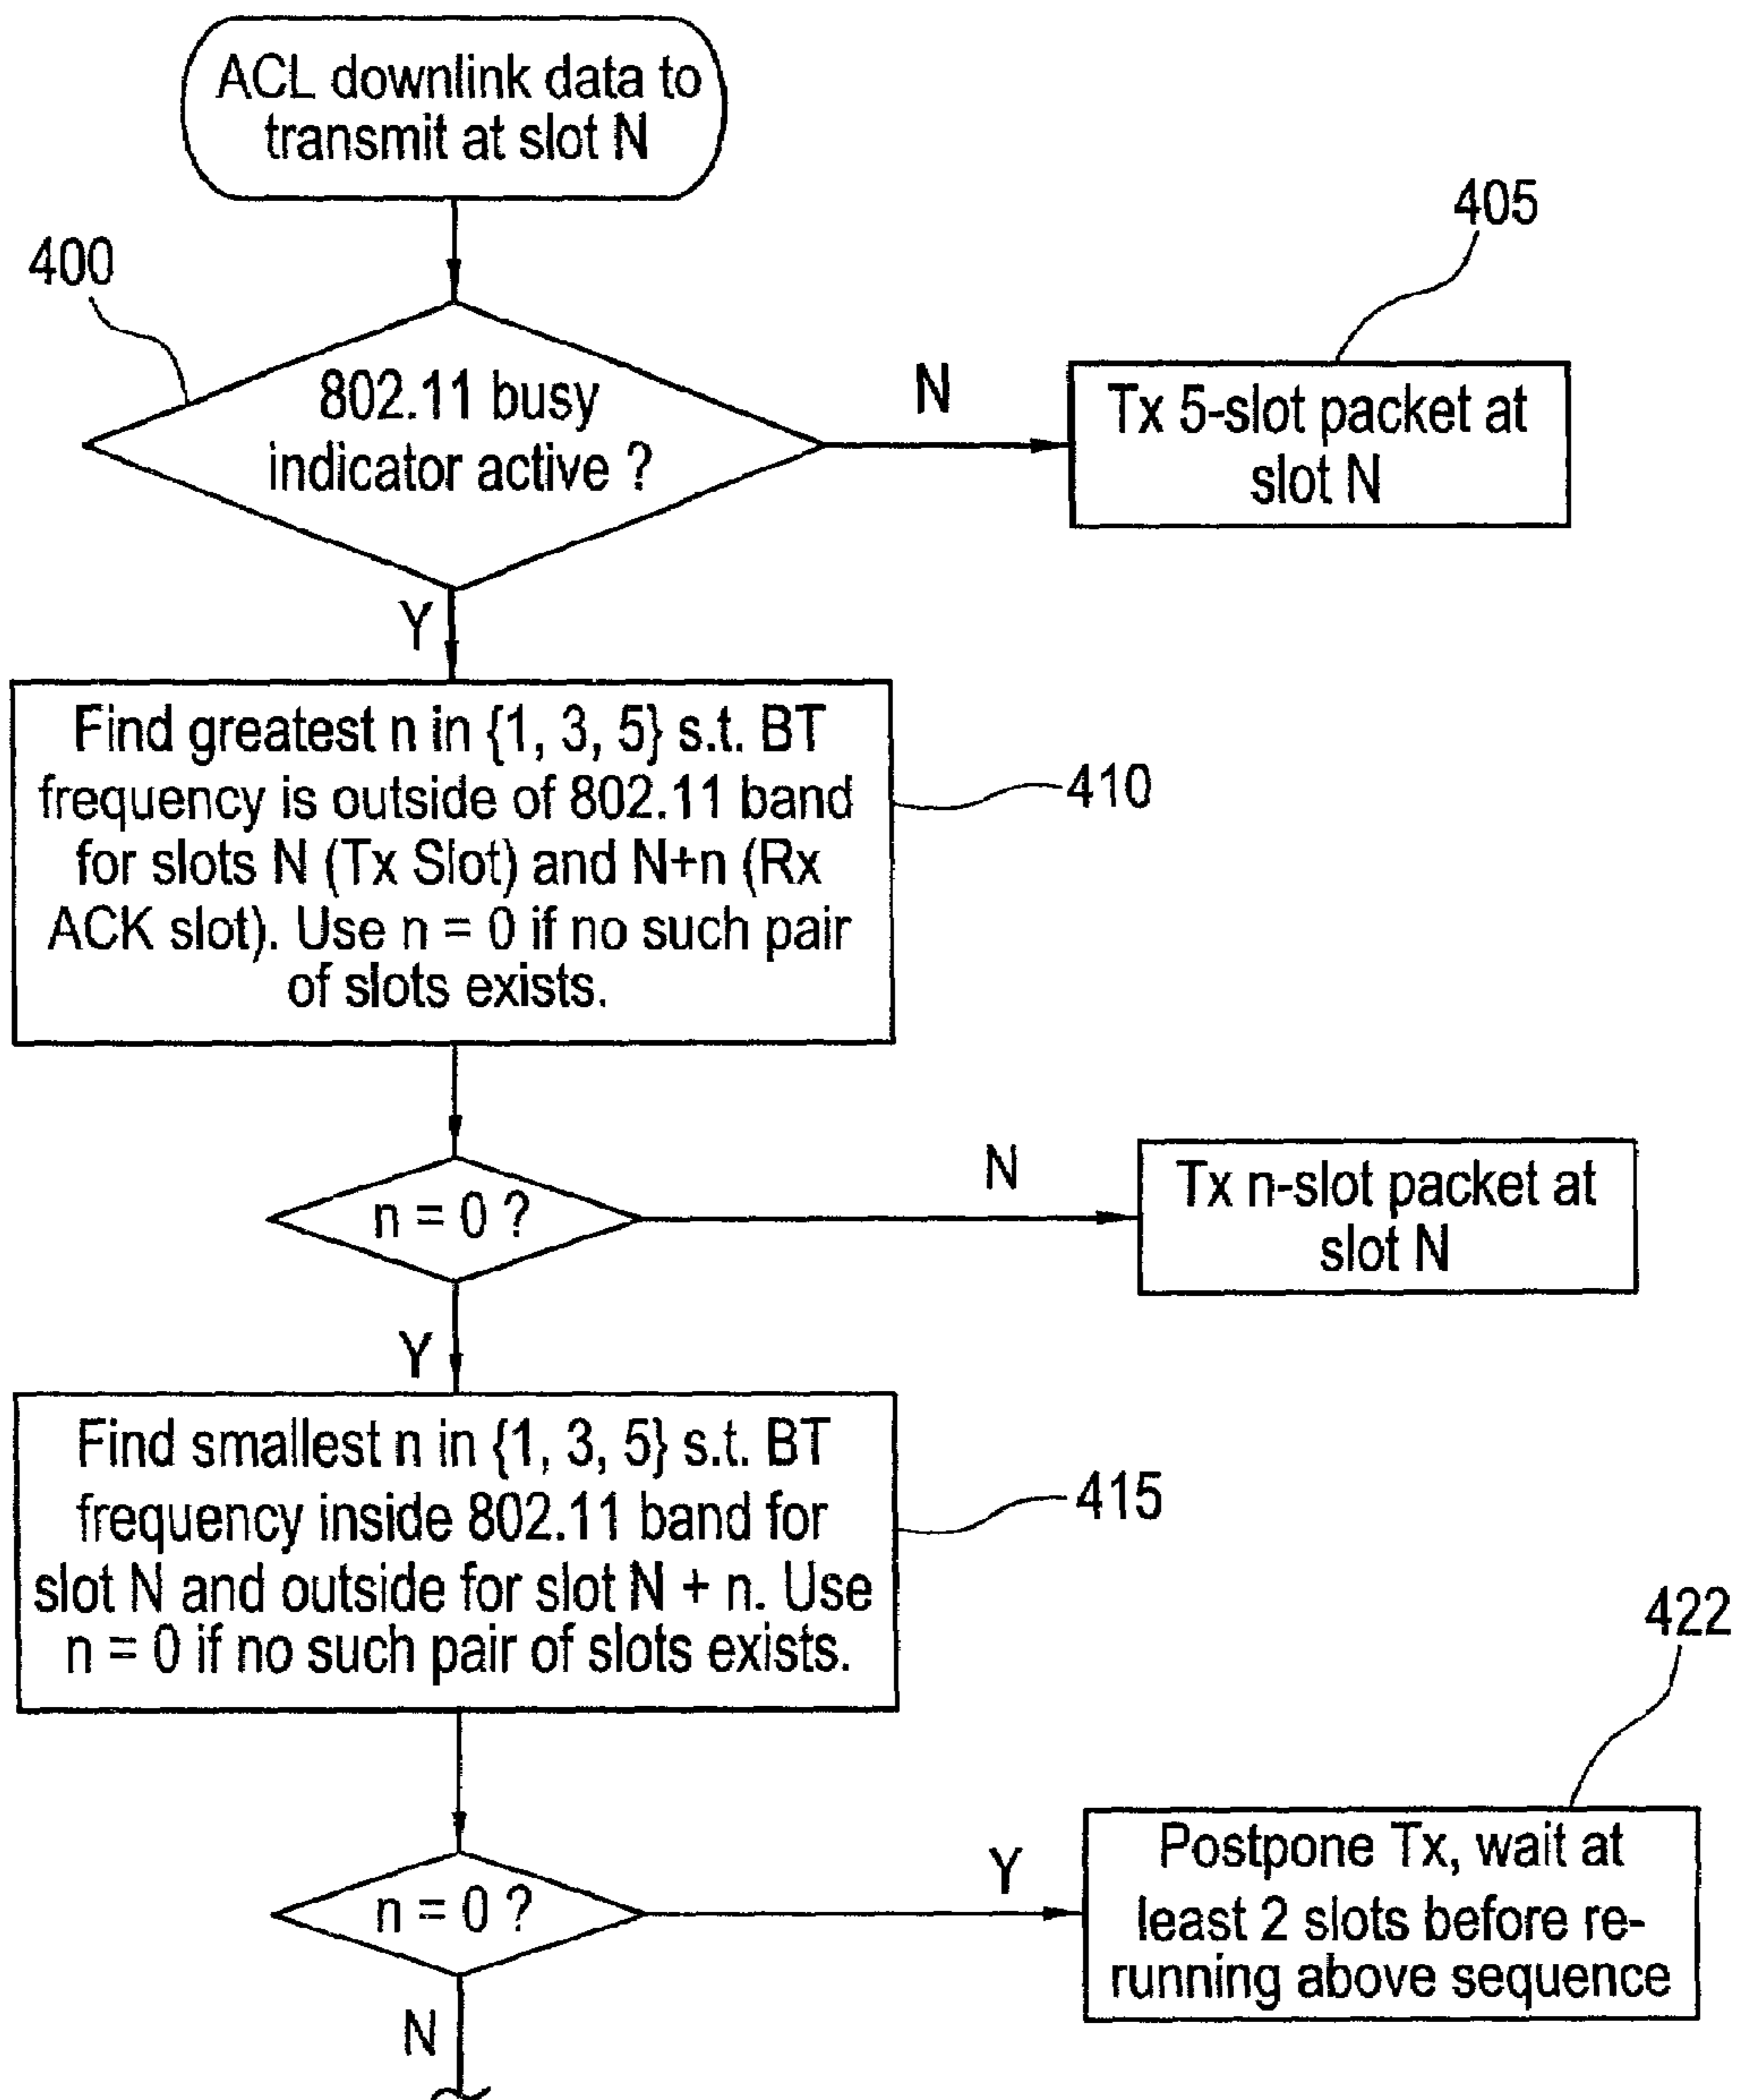 ACL downlink data to
transmit at slot N
400
405
802.11 busy
indicator active ?
N
Tx 5-slot packet at
slot N
Y
Find greatest n in {1, 3, 5} s.t. BT
frequency is outside of 802.11 band
for slots N (Tx Slot) and N+n (Rx
ACK slot). Use n = 0 if no such pair
of slots exists.
410
n = 0 ?
N
Tx n-slot packet at
slot N
Y
Find smallest n in {1, 3, 5} s.t. BT
frequency inside 802.11 band for
slot N and outside for slot N + n. Use
n = 0 if no such pair of slots exists.
415
422
n = 0 ?
Y
Postpone Tx, wait at
least 2 slots before re-
running above sequence
N